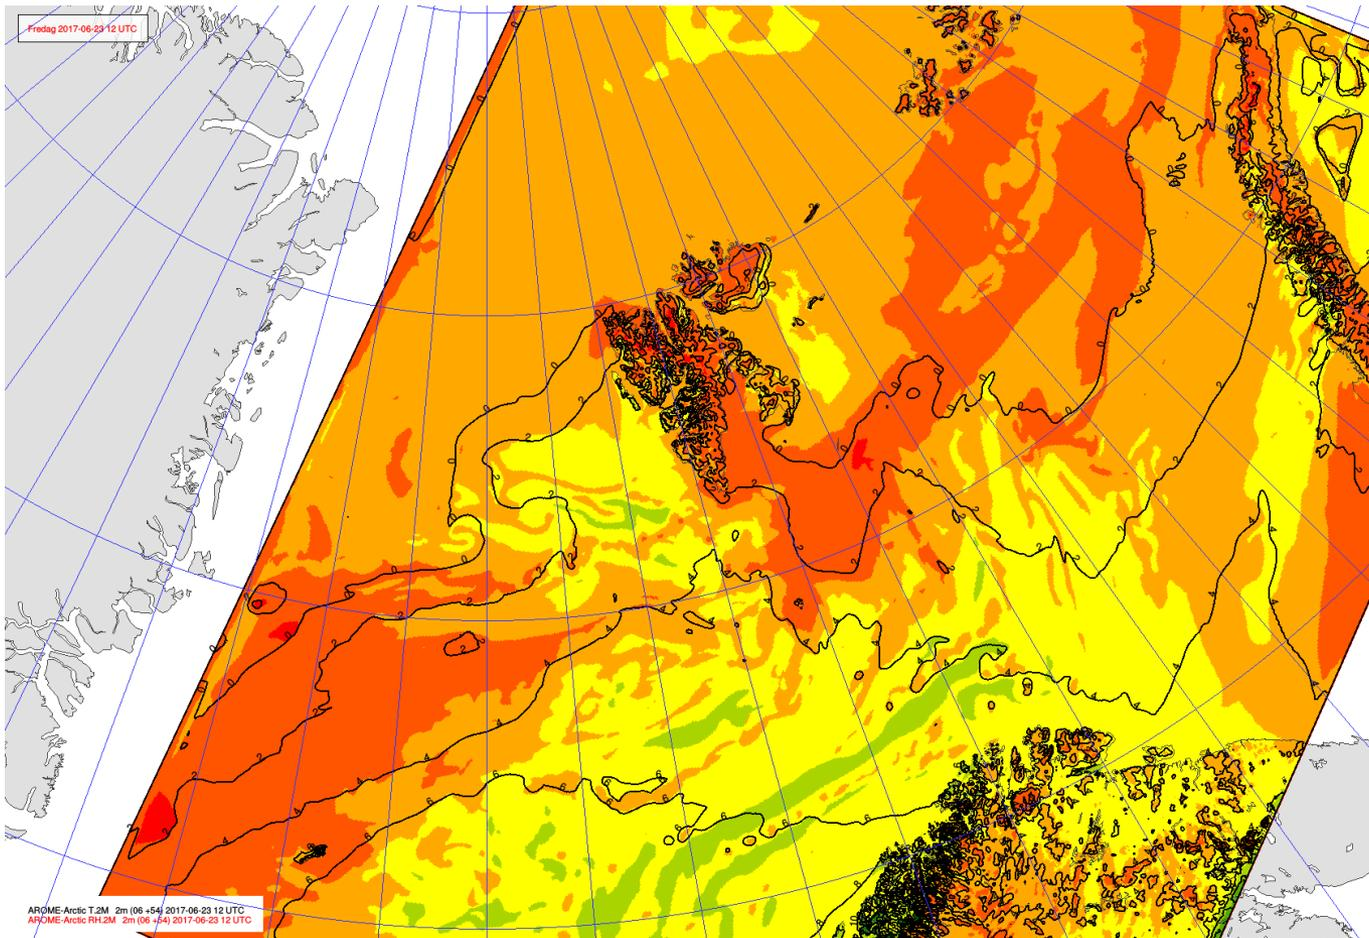 Fredag 2017-06-23 12 UTC
AROME-Arctic T.2M 2m (06 +54) 2017-06-23 12 UTC
AROME-Arctic RH.2M 2m (06 +54) 2017-06-23 12 UTC